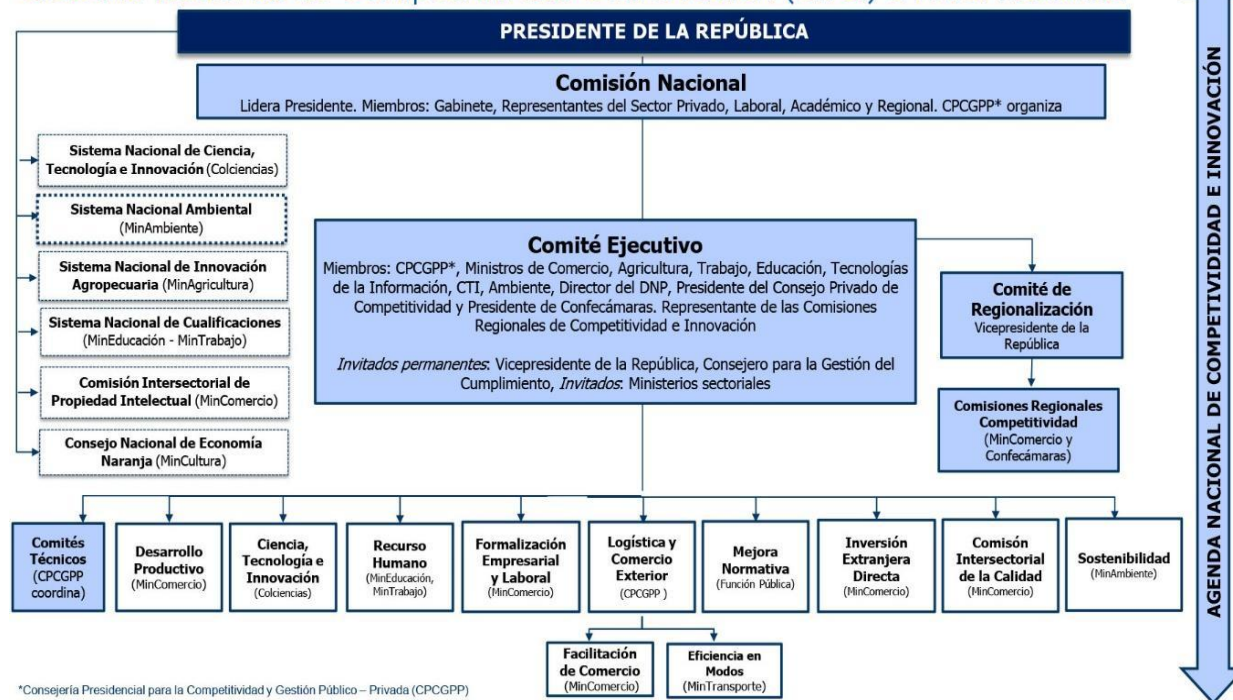 PRESIDENTE DE LA REPÚBLICA
Comisión Nacional
Lidera Presidente. Miembros: Gabinete, Representantes del Sector Privado, Laboral, Académico y Regional. CPCGPP* organiza
Sistema Nacional de Ciencia,
Tecnología e Innovación (Colciencias)
Sistema Nacional Ambiental
(MinAmbiente)
Sistema Nacional de Innovación
Agropecuaria (MinAgricultura)
Sistema Nacional de Cualificaciones
(MinEducación - MinTrabajo)
Comisión Intersectorial de
Propiedad Intelectual (MinComercio)
Consejo Nacional de Economía
Naranja (MinCultura)
Comité Ejecutivo
Miembros: CPCGPP*, Ministros de Comercio, Agricultura, Trabajo, Educación, Tecnologías
de la Información, CTI, Ambiente, Director del DNP, Presidente del Consejo Privado de
Competitividad y Presidente de Confecámaras. Representante de las Comisiones
Regionales de Competitividad e Innovación
Invitados permanentes: Vicepresidente de la República, Consejero para la Gestión del
Cumplimiento, Invitados: Ministerios sectoriales
Comité de
Regionalización
Vicepresidente de la
República
Comisiones Regionales
Competitividad
(MinComercio y
Confecámaras)
Comités
Técnicos
(CPCGPP
coordina)
Desarrollo
Productivo
(MinComercio)
Ciencia,
Tecnología e
Innovación
(Colciencias)
Recurso
Humano
(MinEducación,
MinTrabajo)
Formalización
Empresarial
y Laboral
(MinComercio)
Logística y
Comercio
Exterior
(CPCGPP )
Mejora
Normativa
(Función Pública)
Inversión
Extranjera
Directa
(MinComercio)
Comisón
Intersectorial
de la Calidad
(MinComercio)
Sostenibilidad
(MinAmbiente)
Facilitación
de Comercio
(MinComercio)
Eficiencia en
Modos
(MinTransporte)
*Consejería Presidencial para la Competitividad y Gestión Público – Privada (CPCGPP)
AGENDA NACIONAL DE COMPETIVIDIDAD E INNOVACIÓN